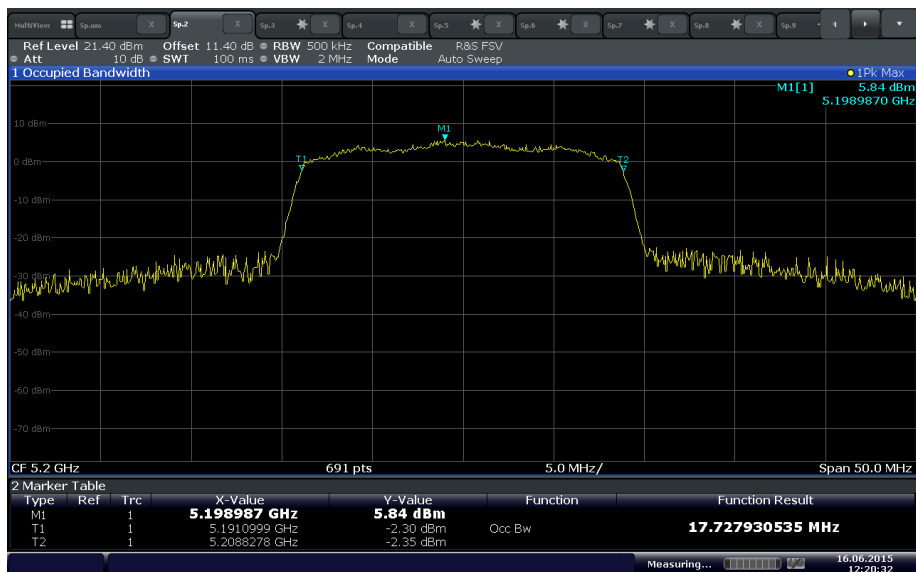 MultiView Sp.um X Sp.2 X Sp.3 X Sp.4 X Sp.5 X Sp.6 X Sp.7 X Sp.8 X Sp.9
Ref Level 21.40 dBm Offset 11.40 dB RBW 500 kHz Compatible R&S FSV
Att 10 dB SWT 100 ms VBW 2 MHz Mode Auto Sweep
1 Occupied Bandwidth 1Pk Max
M1[1] 5.84 dBm
5.1989870 GHz
10 dBm
M1
0 dBm
T1 T2
-10 dBm
-20 dBm
-30 dBm
-40 dBm
-50 dBm
-60 dBm
-70 dBm
CF 5.2 GHz 691 pts 5.0 MHz/ Span 50.0 MHz
2 Marker Table
Type Ref Trc X-Value Y-Value Function Function Result
M1 1 5.198987 GHz 5.84 dBm
T1 1 5.1910999 GHz -2.30 dBm Occ Bw 17.727930535 MHz
T2 1 5.2088278 GHz -2.35 dBm
Measuring... 16.06.2015
12:20:32